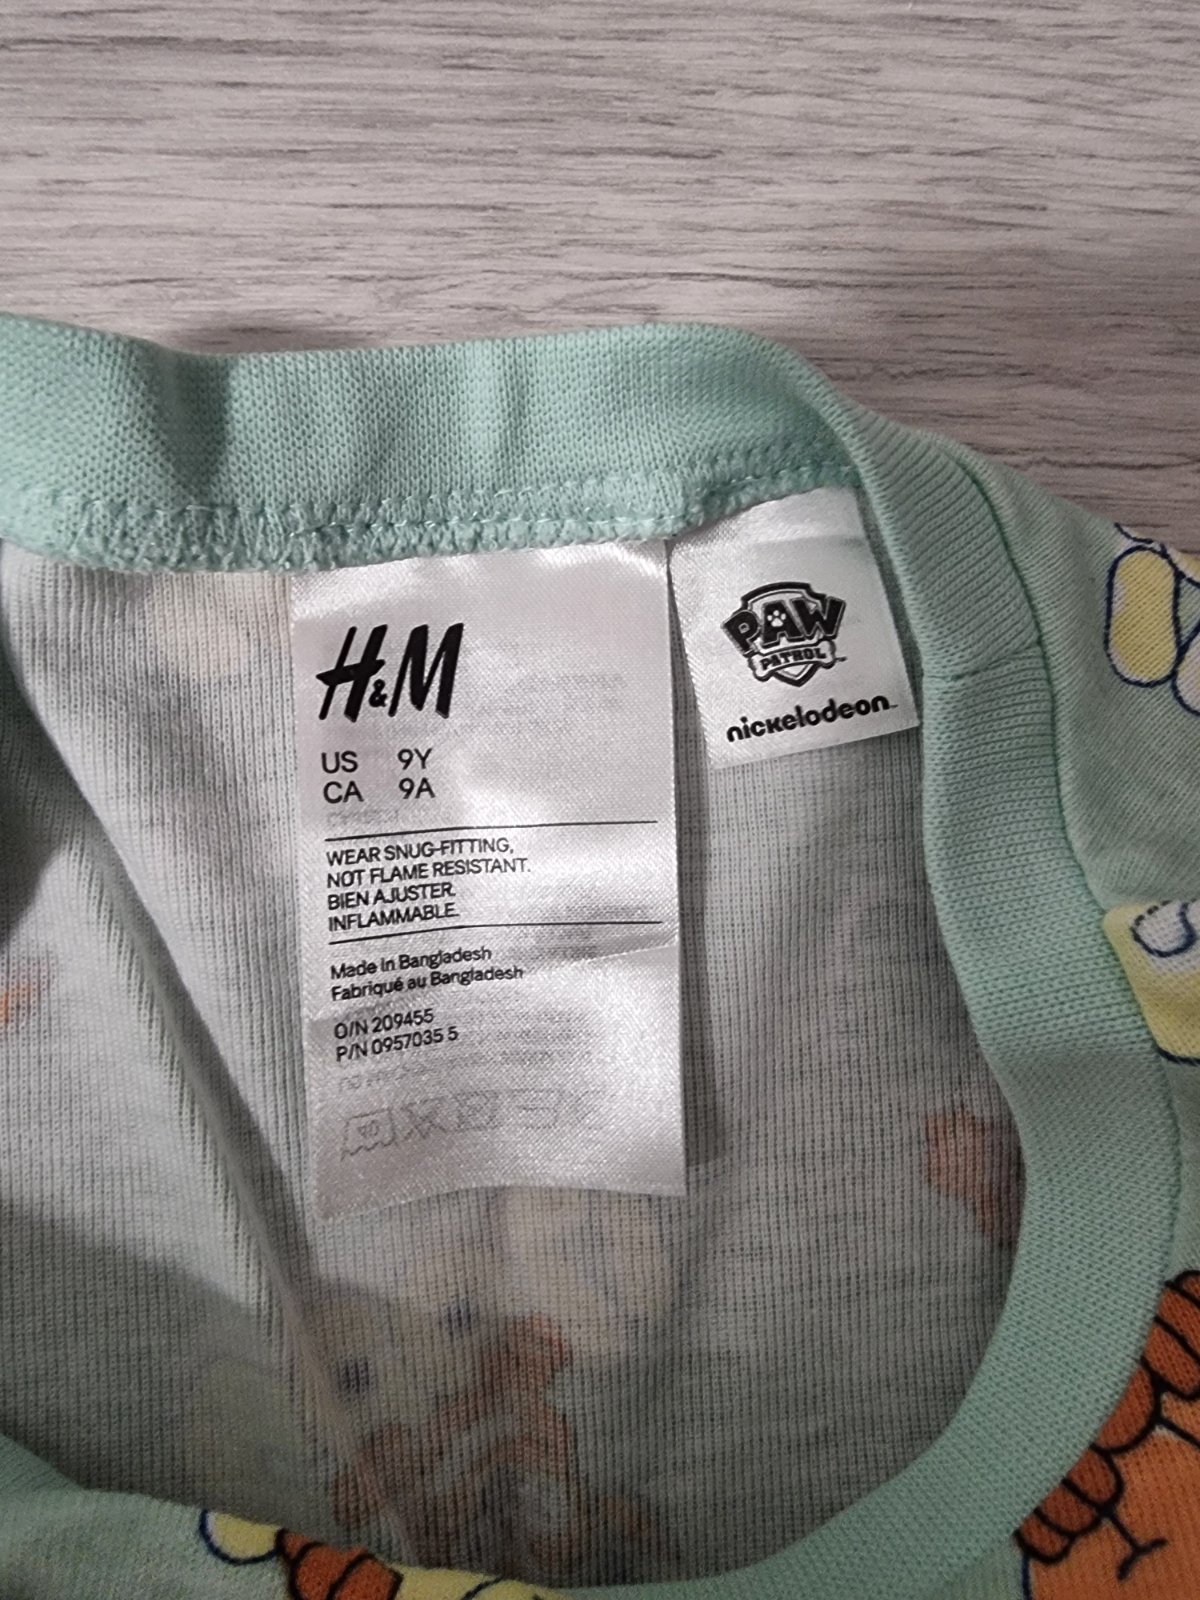 H&M
US 9Y
CA 9A
WEAR SNUG-FITTING,
NOT FLAME RESISTANT.
BIEN AJUSTER.
INFLAMMABLE.
Made in Bangladesh
Fabriqué au Bangladesh
O/N 209455
P/N 0957035 5
PAW
PATROL
nickelodeon